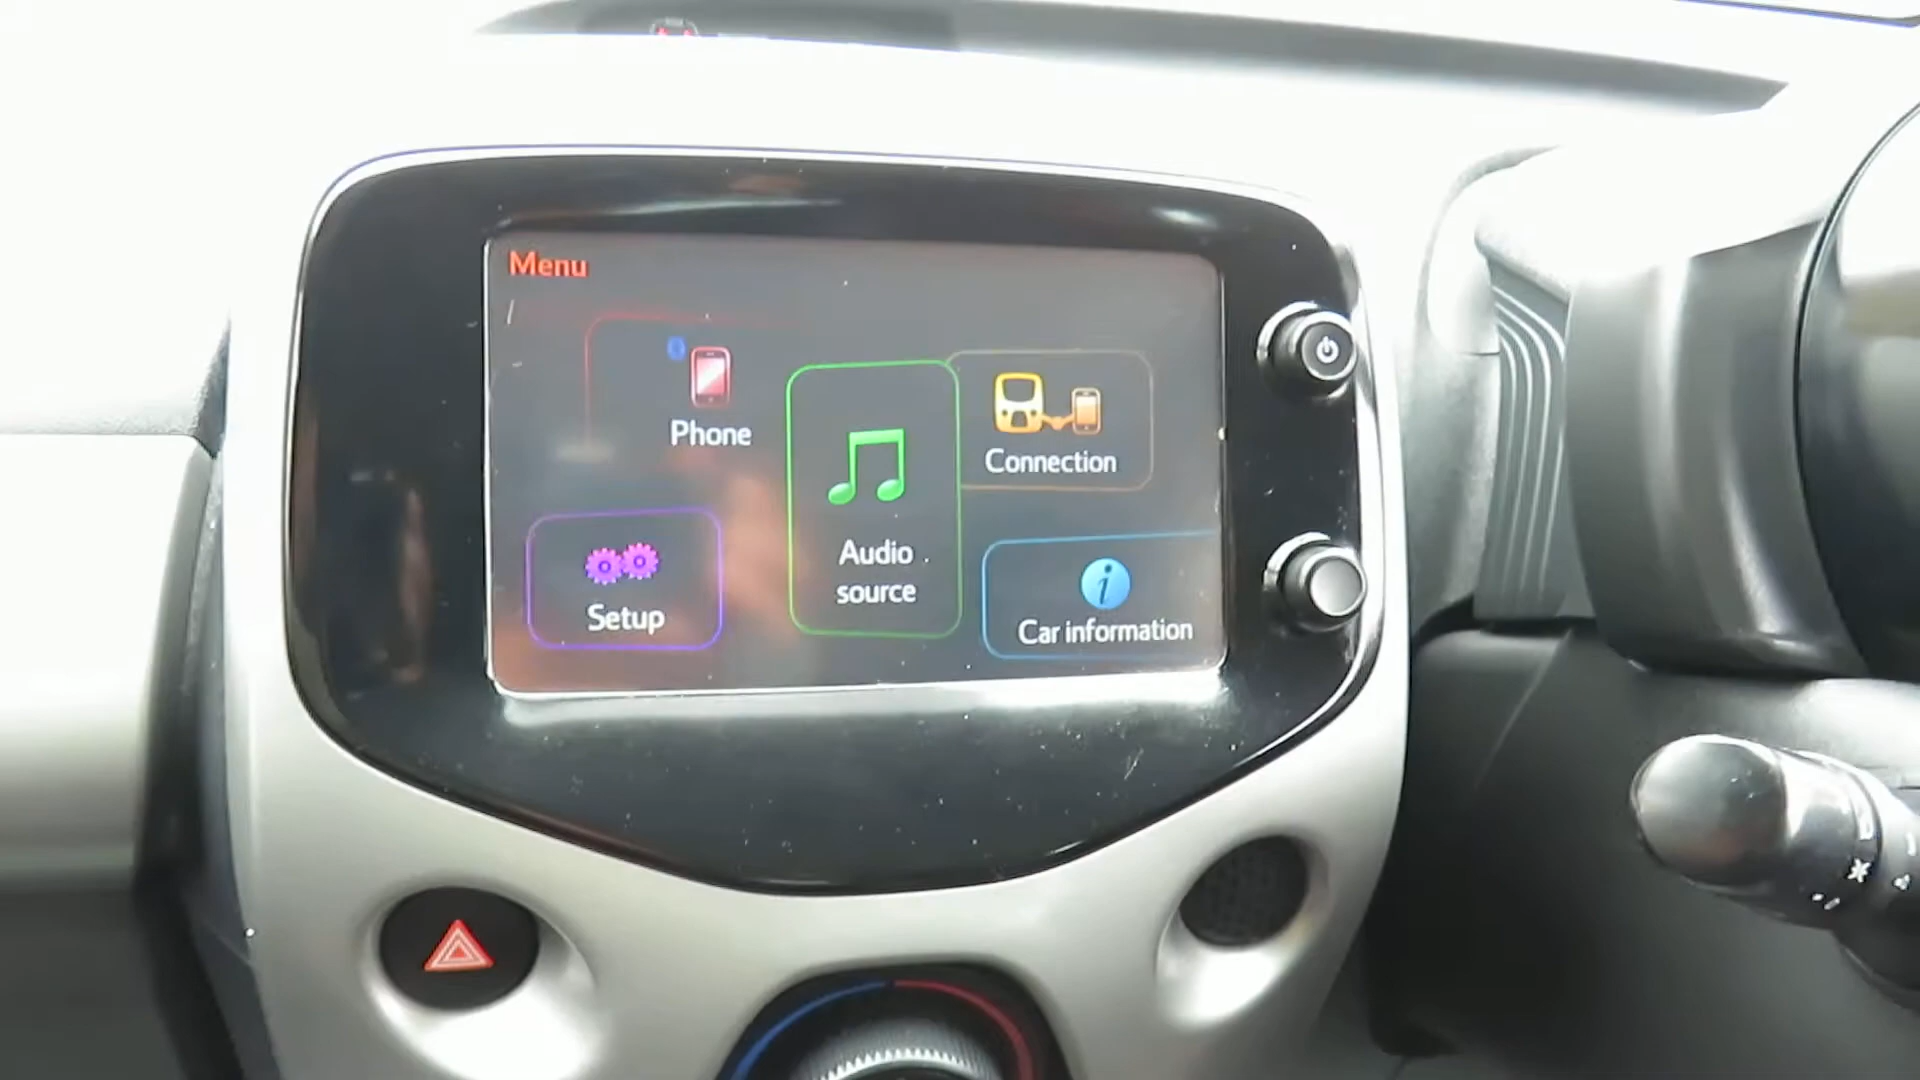 Menu
Phone
Connection
Audio
source
Setup
Car information